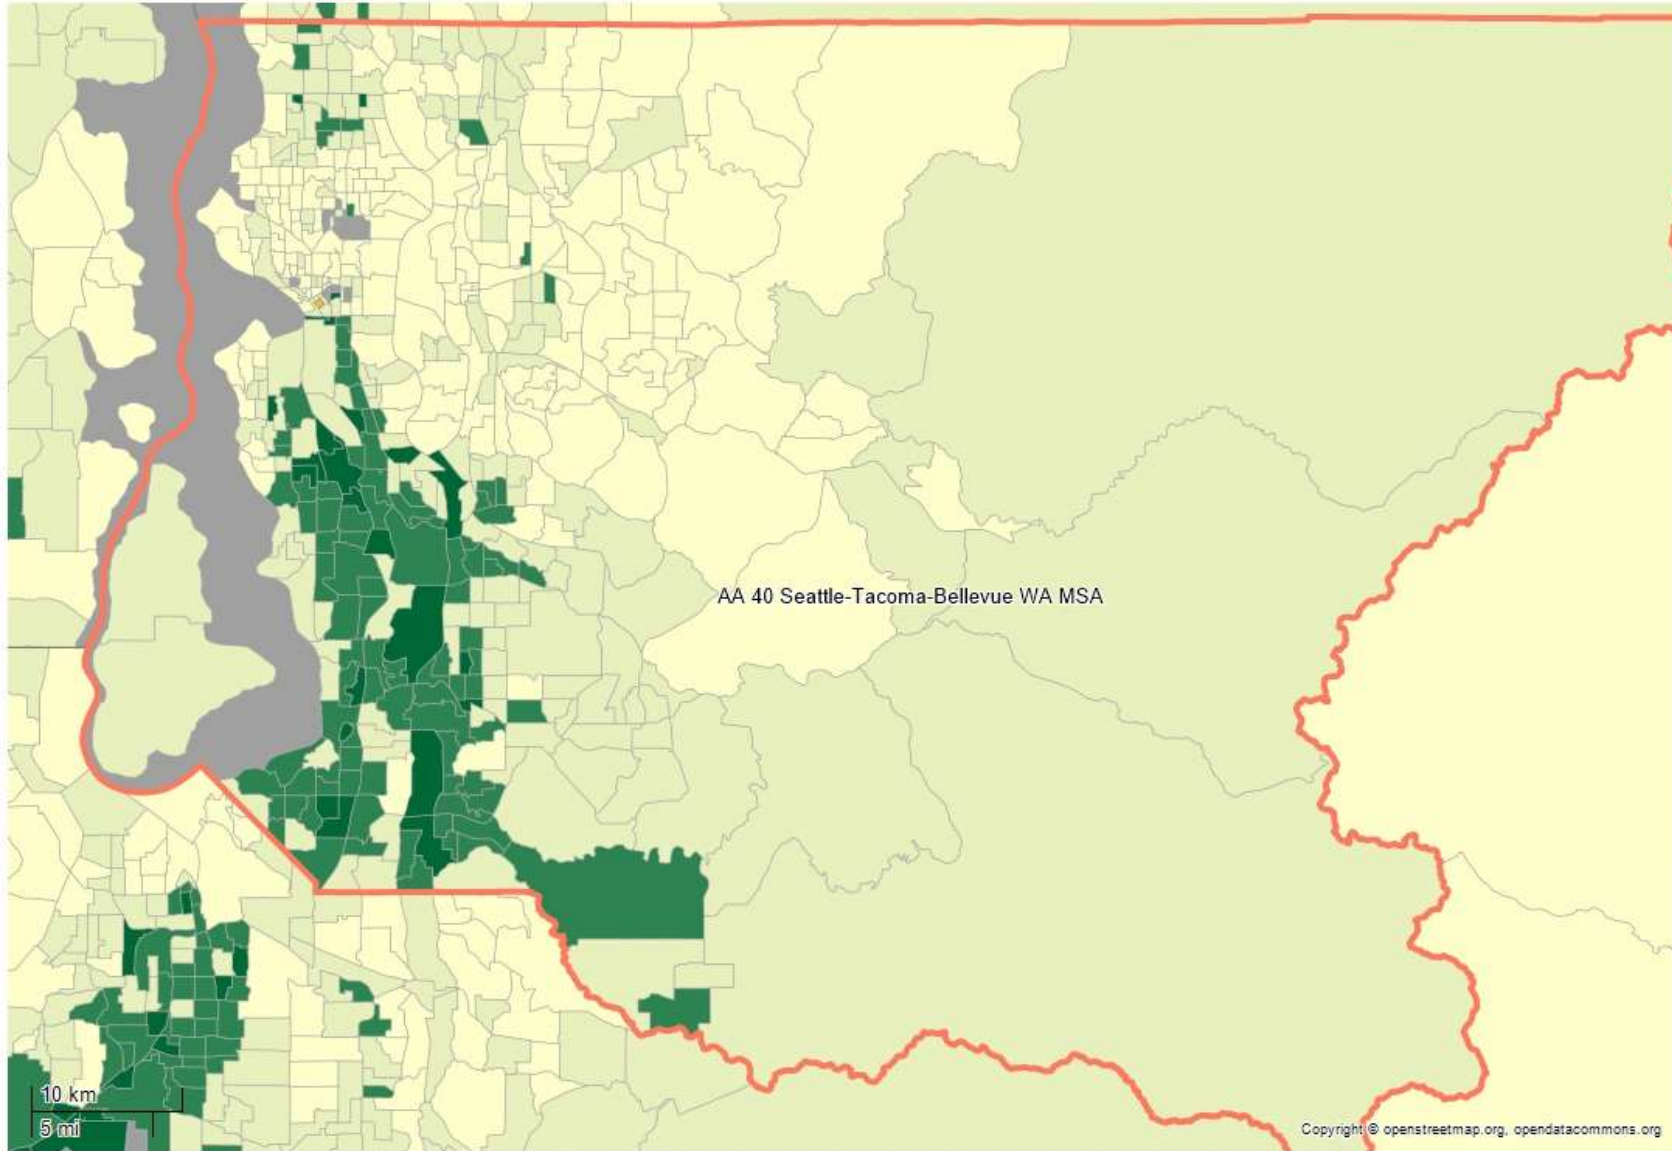 AA 40 Seattle-Tacoma-Bellevue WA MSA
10 km
5 mi
Copyright © openstreetmap.org, opendatacommons.org